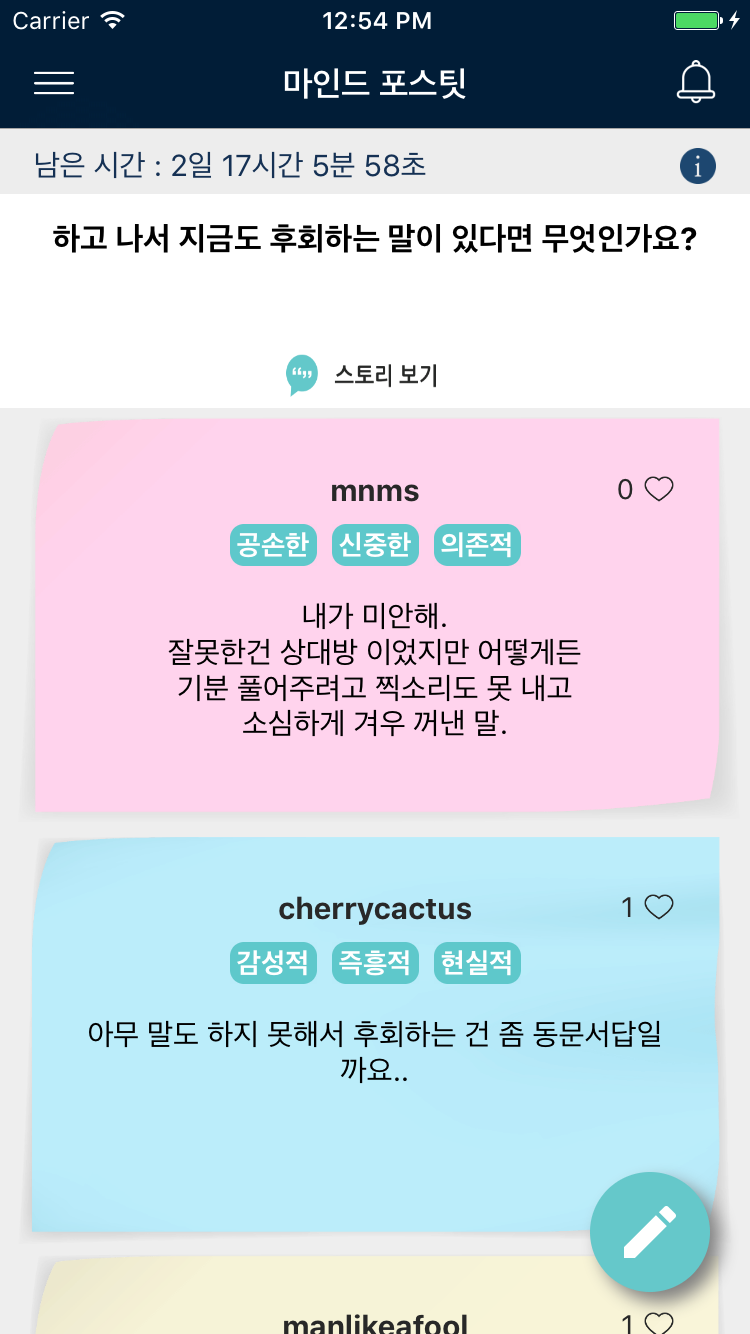 Carrier 12:54 PM
마인드 포스팃
남은 시간 : 2일 17시간 5분 58초
i
하고 나서 지금도 후회하는 말이 있다면 무엇인가요?
스토리 보기
mnms 0
공손한 신중한 의존적
내가 미안해.
잘못한건 상대방 이었지만 어떻게든
기분 풀어주려고 찍소리도 못 내고
소심하게 겨우 꺼낸 말.
cherrycactus 1
감성적 즉흥적 현실적
아무 말도 하지 못해서 후회하는 건 좀 동문서답일
까요..
manlikeafool 1